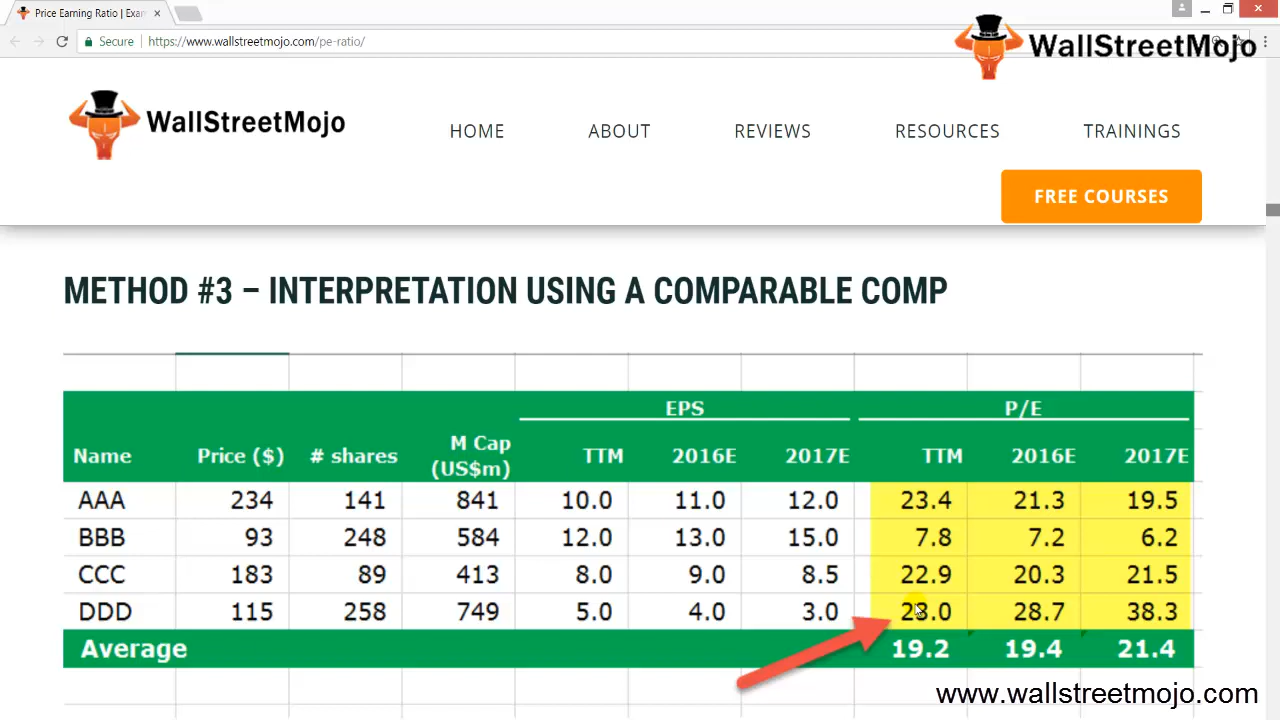 Price Earning Ratio | Exam
Secure | https://www.wallstreetmojo.com/pe-ratio/
WallStreetMojo
WallStreetMojo
HOME ABOUT REVIEWS RESOURCES TRAININGS
FREE COURSES
METHOD #3 – INTERPRETATION USING A COMPARABLE COMP
EPS P/E
Name Price ($) # shares M Cap (US$m) TTM 2016E 2017E TTM 2016E 2017E
AAA 234 141 841 10.0 11.0 12.0 23.4 21.3 19.5
BBB 93 248 584 12.0 13.0 15.0 7.8 7.2 6.2
CCC 183 89 413 8.0 9.0 8.5 22.9 20.3 21.5
DDD 115 258 749 5.0 4.0 3.0 23.0 28.7 38.3
Average 19.2 19.4 21.4
www.wallstreetmojo.com